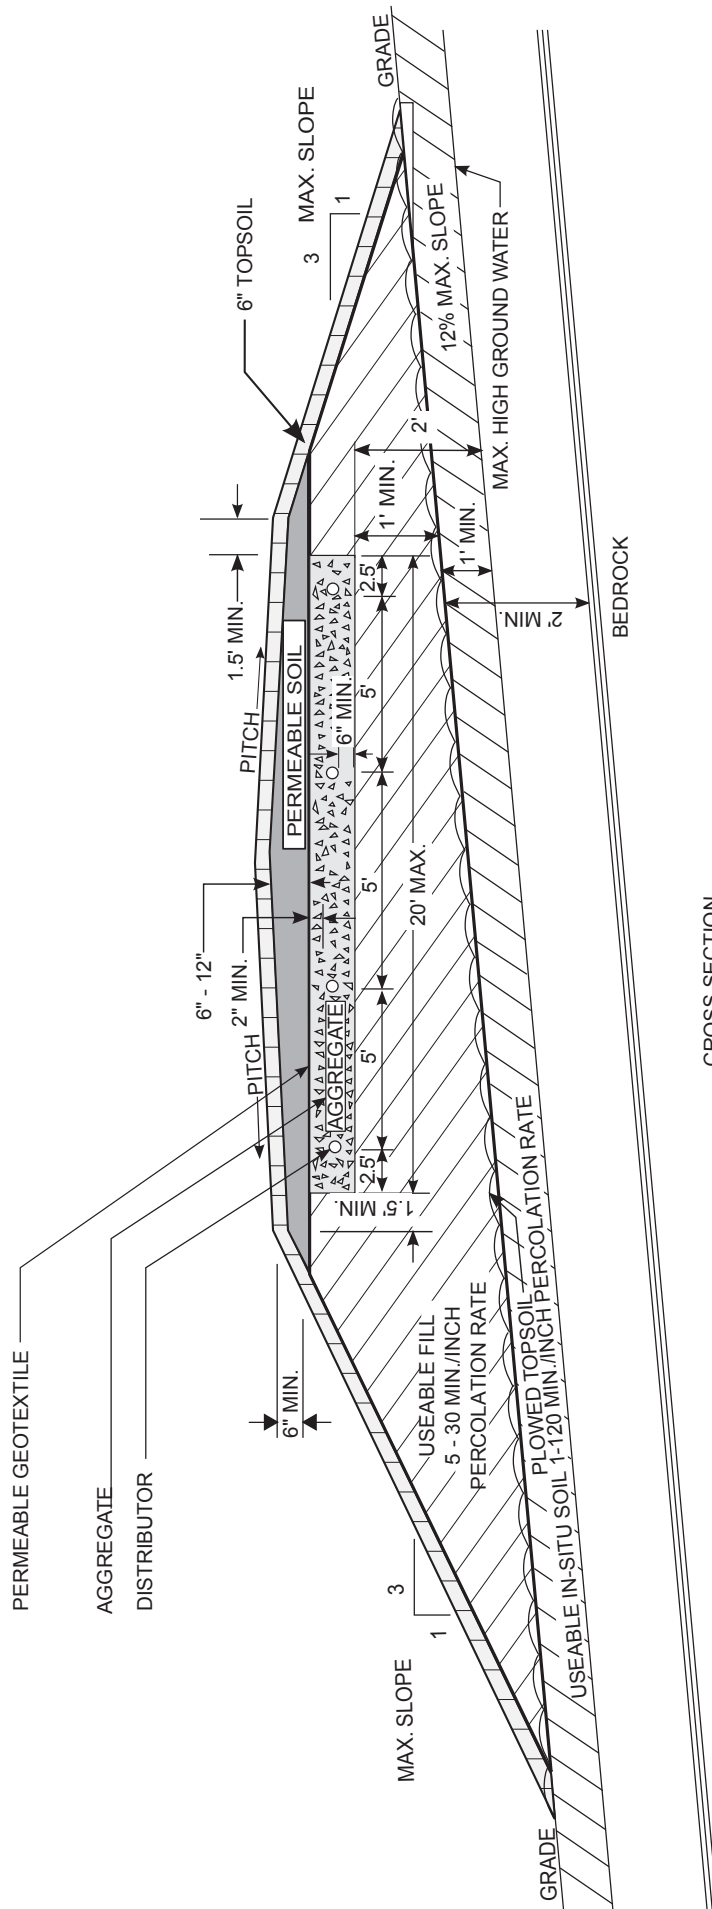 PERMEABLE GEOTEXTILE
AGGREGATE
DISTRIBUTOR
6" - 12"
2" MIN.
PITCH
PITCH
1.5' MIN.
6" TOPSOIL
MAX. SLOPE
3
1
GRADE
6" MIN.
PERMEABLE SOIL
AGGREGATE
6" MIN.
2.5'
5'
5'
5'
2.5'
1.5' MIN.
20' MAX.
1' MIN.
2'
12% MAX. SLOPE
MAX. HIGH GROUND WATER
1' MIN.
2' MIN.
BEDROCK
MAX. SLOPE
3
1
USEABLE FILL
5 - 30 MIN./INCH
PERCOLATION RATE
PLOWED TOPSOIL
USEABLE IN-SITU SOIL 1-120 MIN./INCH PERCOLATION RATE
GRADE
CROSS SECTION